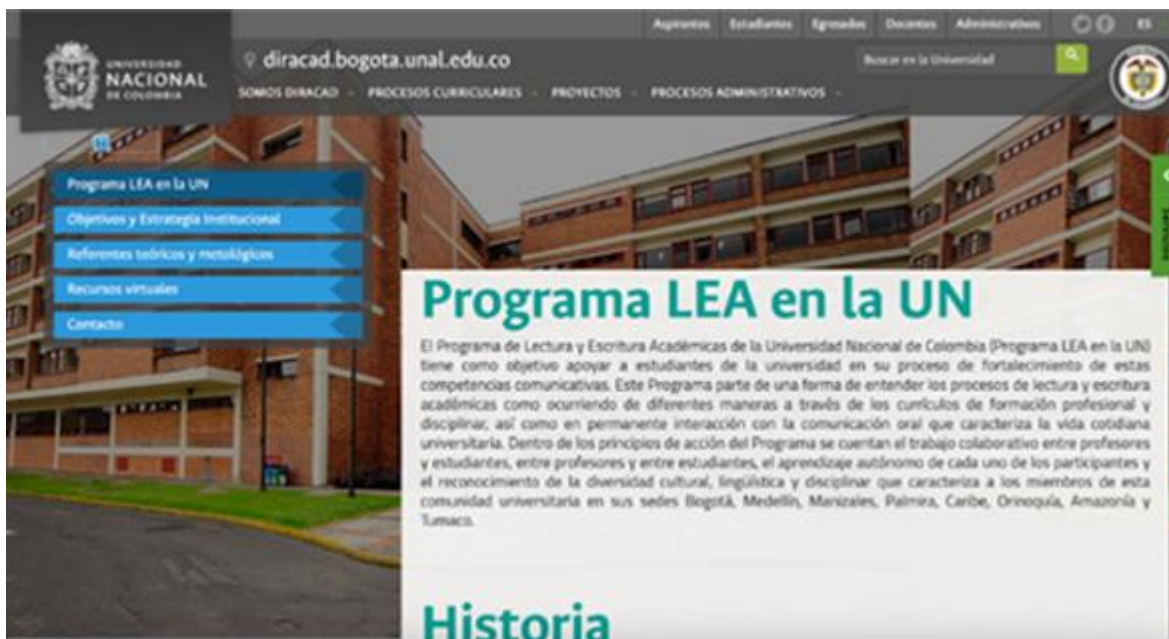 Aspirantes Estudiantes Egresados Docentes Administrativos ES
UNIVERSIDAD
NACIONAL
DE COLOMBIA
diracad.bogota.unal.edu.co
Buscar en la Universidad
SOMOS DIRACAD PROCESOS CURRICULARES PROYECTOS PROCESOS ADMINISTRATIVOS
Programa LEA en la UN
Objetivos y Estrategia Institucional
Referentes teóricos y metológicos
Recursos virtuales
Contacto
Programa LEA en la UN
El Programa de Lectura y Escritura Académicas de la Universidad Nacional de Colombia (Programa LEA en la UN)
tiene como objetivo apoyar a estudiantes de la universidad en su proceso de fortalecimiento de estas
competencias comunicativas. Este Programa parte de una forma de entender los procesos de lectura y escritura
académicas como ocurriendo de diferentes maneras a través de los currículos de formación profesional y
disciplinar, así como en permanente interacción con la comunicación oral que caracteriza la vida cotidiana
universitaria. Dentro de los principios de acción del Programa se cuentan el trabajo colaborativo entre profesores
y estudiantes, entre profesores y entre estudiantes, el aprendizaje autónomo de cada uno de los participantes y
el reconocimiento de la diversidad cultural, lingüística y disciplinar que caracteriza a los miembros de esta
comunidad universitaria en sus sedes Bogotá, Medellín, Manizales, Palmira, Caribe, Orinoquía, Amazonía y
Tumaco.
Historia